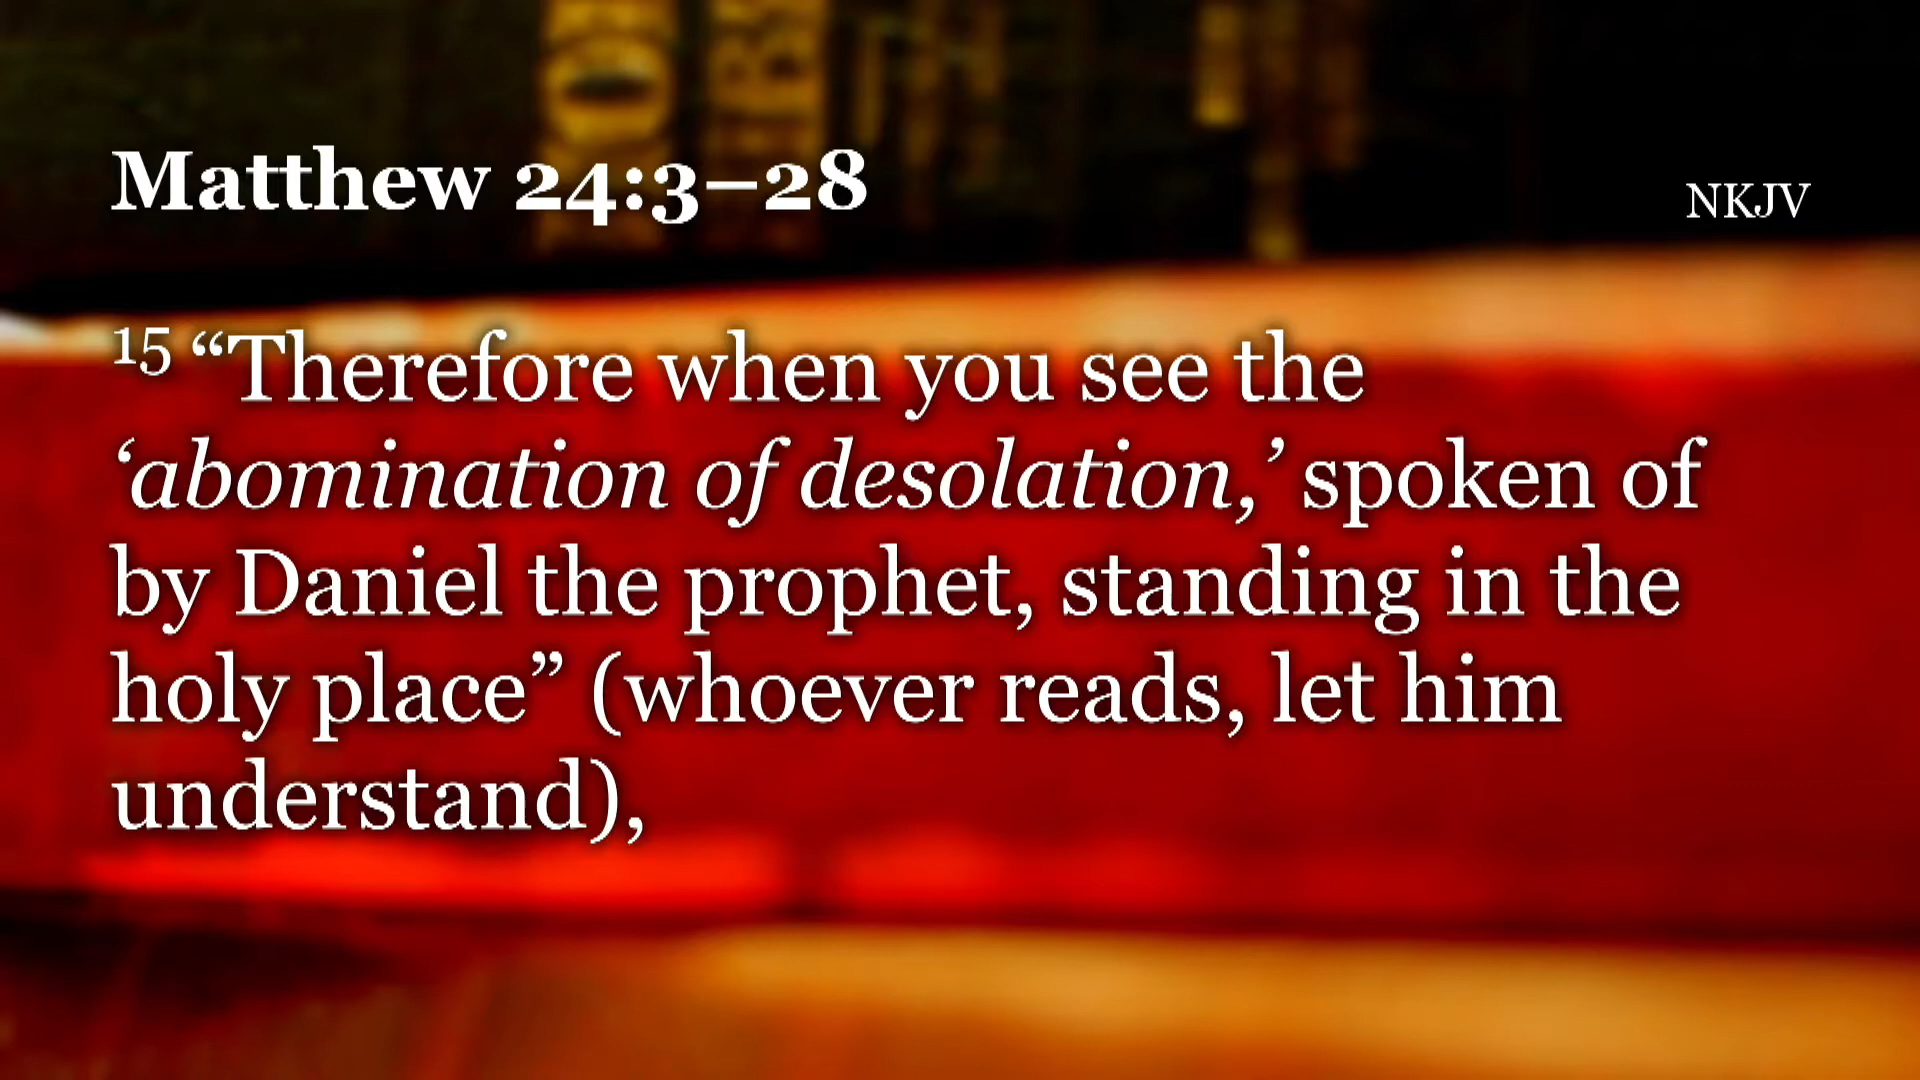 Matthew 24:3–28
NKJV
15 “Therefore when you see the
‘abomination of desolation,’ spoken of
by Daniel the prophet, standing in the
holy place” (whoever reads, let him
understand),